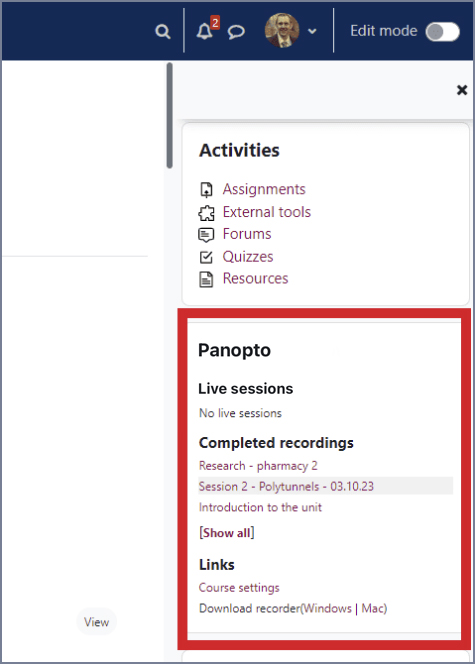 2
Edit mode
Activities
Assignments
External tools
Forums
Quizzes
Resources
Panopto
Live sessions
No live sessions
Completed recordings
Research - pharmacy 2
Session 2 - Polytunnels - 03.10.23
Introduction to the unit
[Show all]
Links
Course settings
Download recorder(Windows | Mac)
View